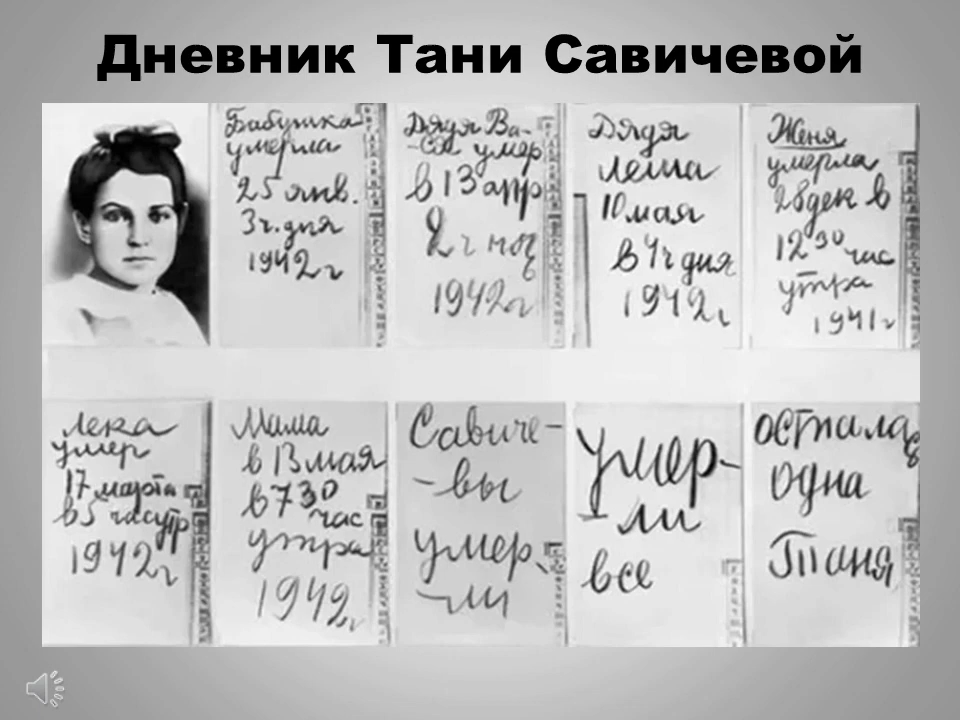 Дневник Тани Савичевой
Бабушка
умерла
25 янв.
3 ч. дня
1942 г
Дядя Ва-
-ся умер
в 13 апр
2 ч ноч
1942 г
Дядя
Леша
10 мая
в 4 ч дня
1942 г
Женя
умерла
28 дек в
12 30 час
утра
1941 г
Лека
умер
17 марта
в 5 час утр
1942 г
Мама
в 13 мая
в 7 30
час
утра
1942 г
Савиче-
-вы
умер
-ли
умер-
-ли
все
осталась
одна
Таня